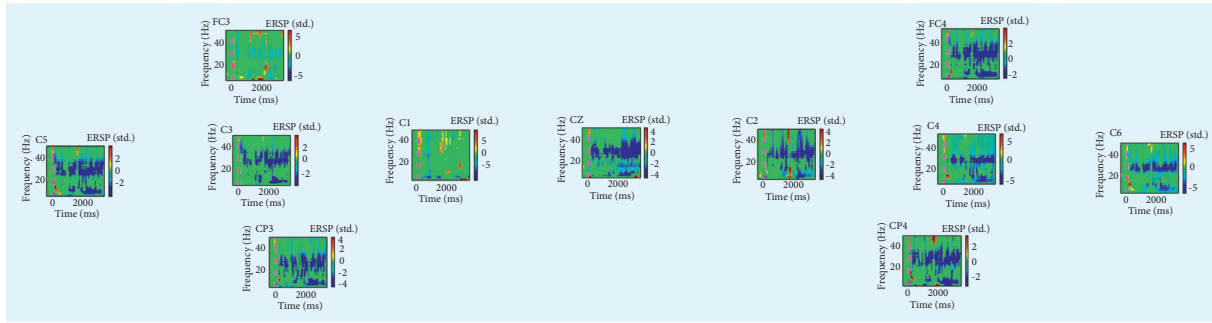 FC3 ERSP (std.)
Frequency (Hz)
40
20
5
0
-5
0 2000
Time (ms)
FC4 ERSP (std.)
Frequency (Hz)
40
20
2
0
-2
0 2000
Time (ms)
C5 ERSP (std.)
Frequency (Hz)
40
20
2
0
-2
0 2000
Time (ms)
C3 ERSP (std.)
Frequency (Hz)
40
20
2
0
-2
0 2000
Time (ms)
C1 ERSP (std.)
Frequency (Hz)
40
20
5
0
-5
0 2000
Time (ms)
CZ ERSP (std.)
Frequency (Hz)
40
20
4
2
0
-2
-4
0 2000
Time (ms)
C2 ERSP (std.)
Frequency (Hz)
40
20
4
2
0
-2
-4
0 2000
Time (ms)
C4 ERSP (std.)
Frequency (Hz)
40
20
5
0
-5
0 2000
Time (ms)
C6 ERSP (std.)
Frequency (Hz)
40
20
5
0
-5
0 2000
Time (ms)
CP3 ERSP (std.)
Frequency (Hz)
40
20
4
2
0
-2
-4
0 2000
Time (ms)
CP4 ERSP (std.)
Frequency (Hz)
40
20
2
0
-2
0 2000
Time (ms)